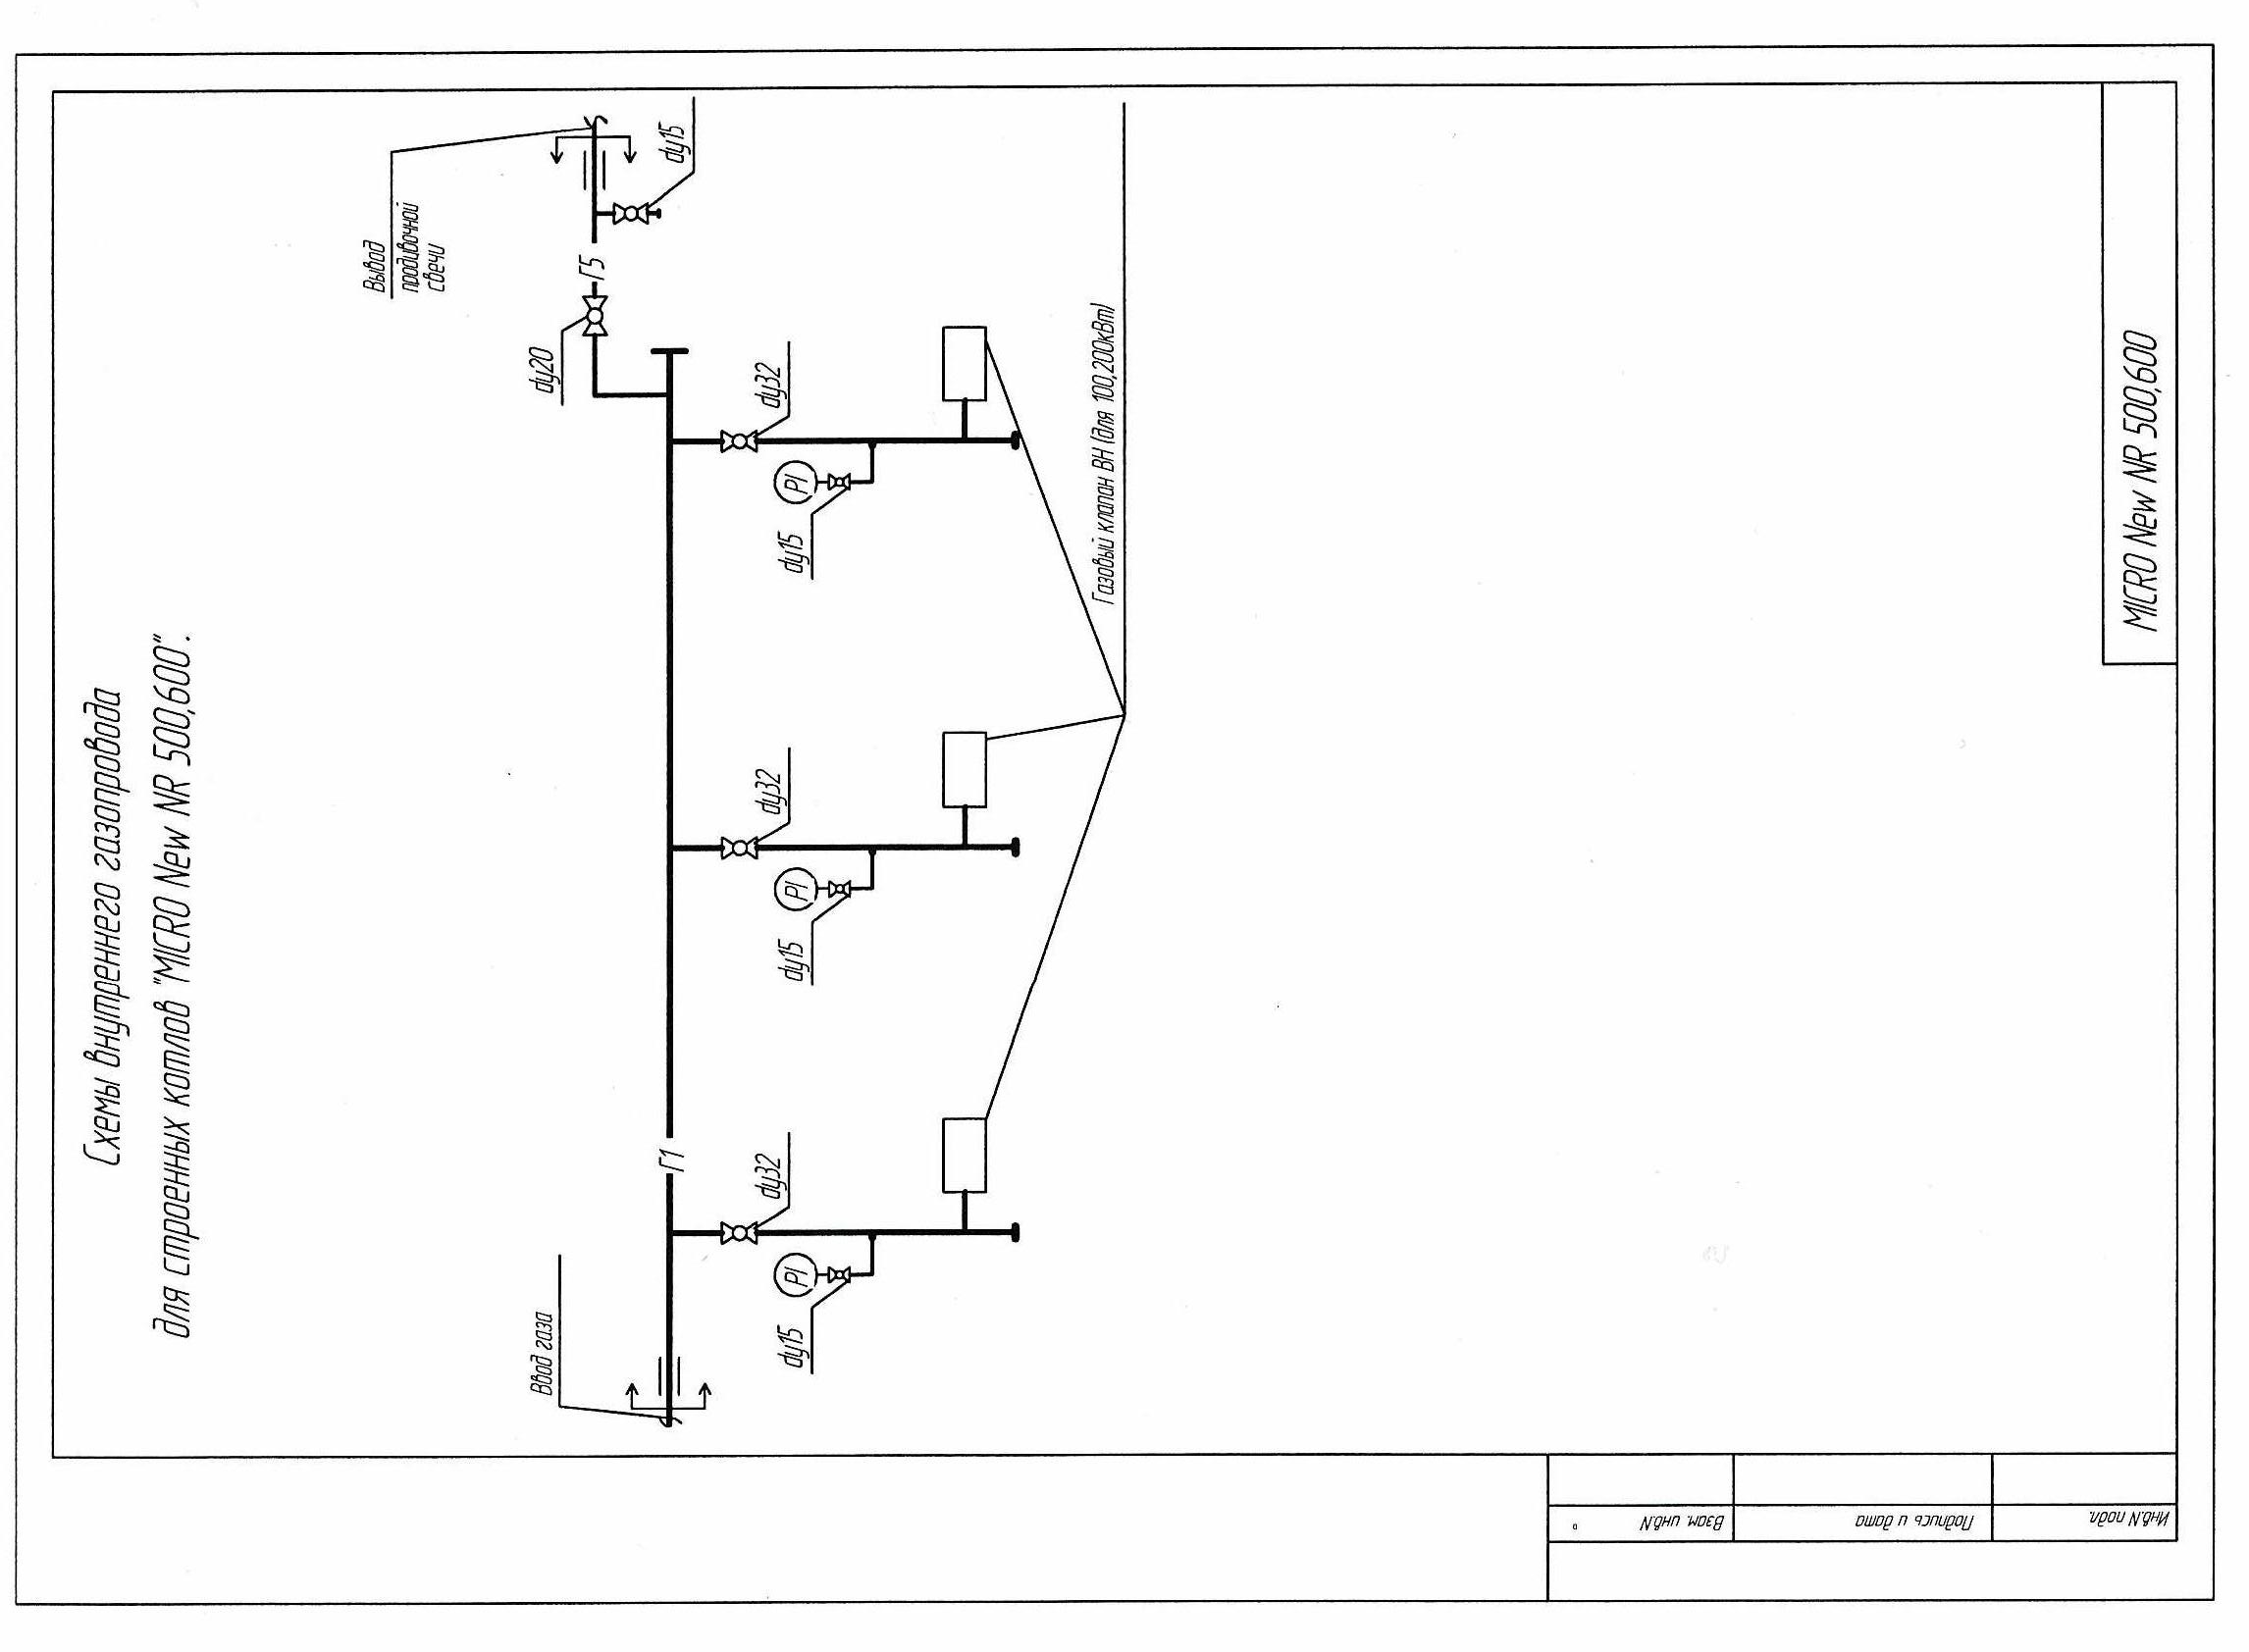 Схемы внутреннего газопровода
для строенных котлов "MICRO New NR 500,600".
Вывод
продувочной
свечи
dy15
Г5
dy20
dy32
dy32
dy32
PI
PI
PI
dy15
dy15
dy15
Г1
Ввод газа
Газовый клапан ВН (для 100,200кВт)
MICRO New NR 500,600
Взам. инв.N
Подпись и дата
Инв.N подл.